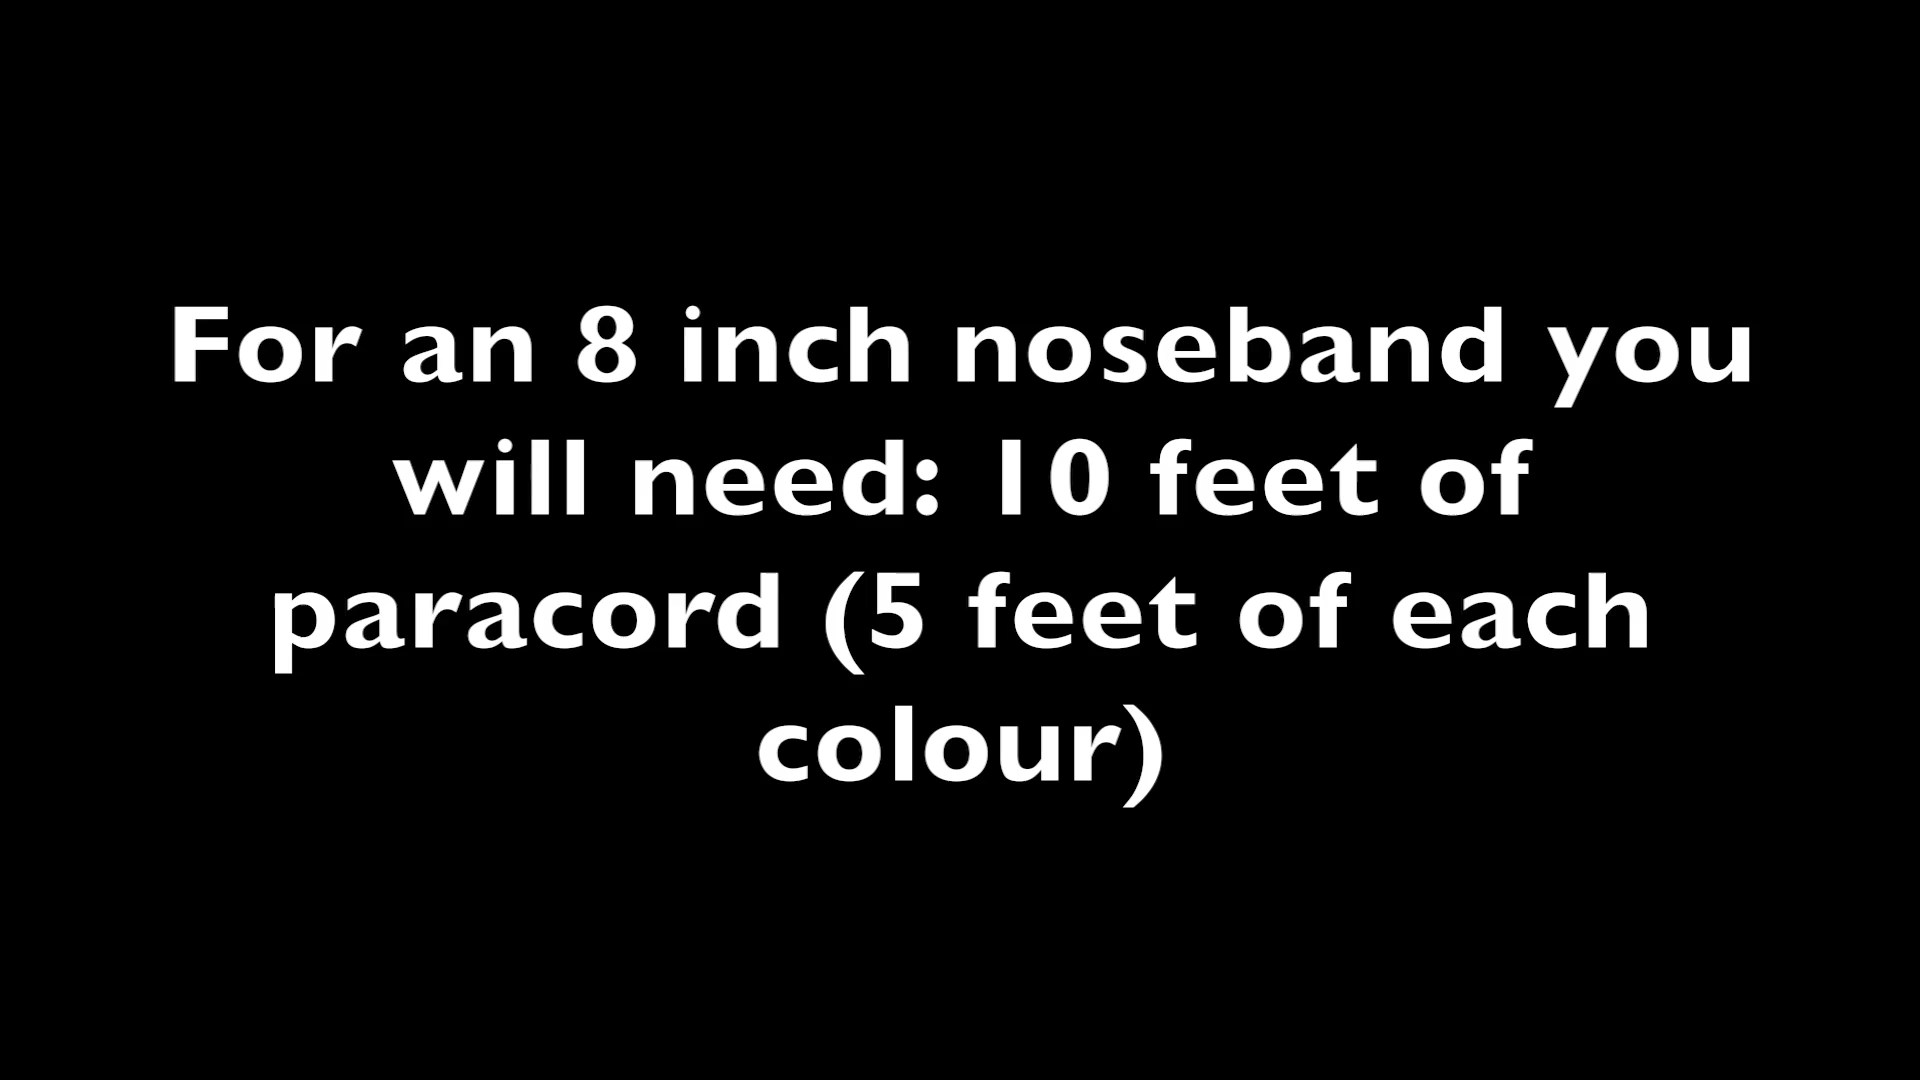 For an 8 inch noseband you
will need: 10 feet of
paracord (5 feet of each
colour)